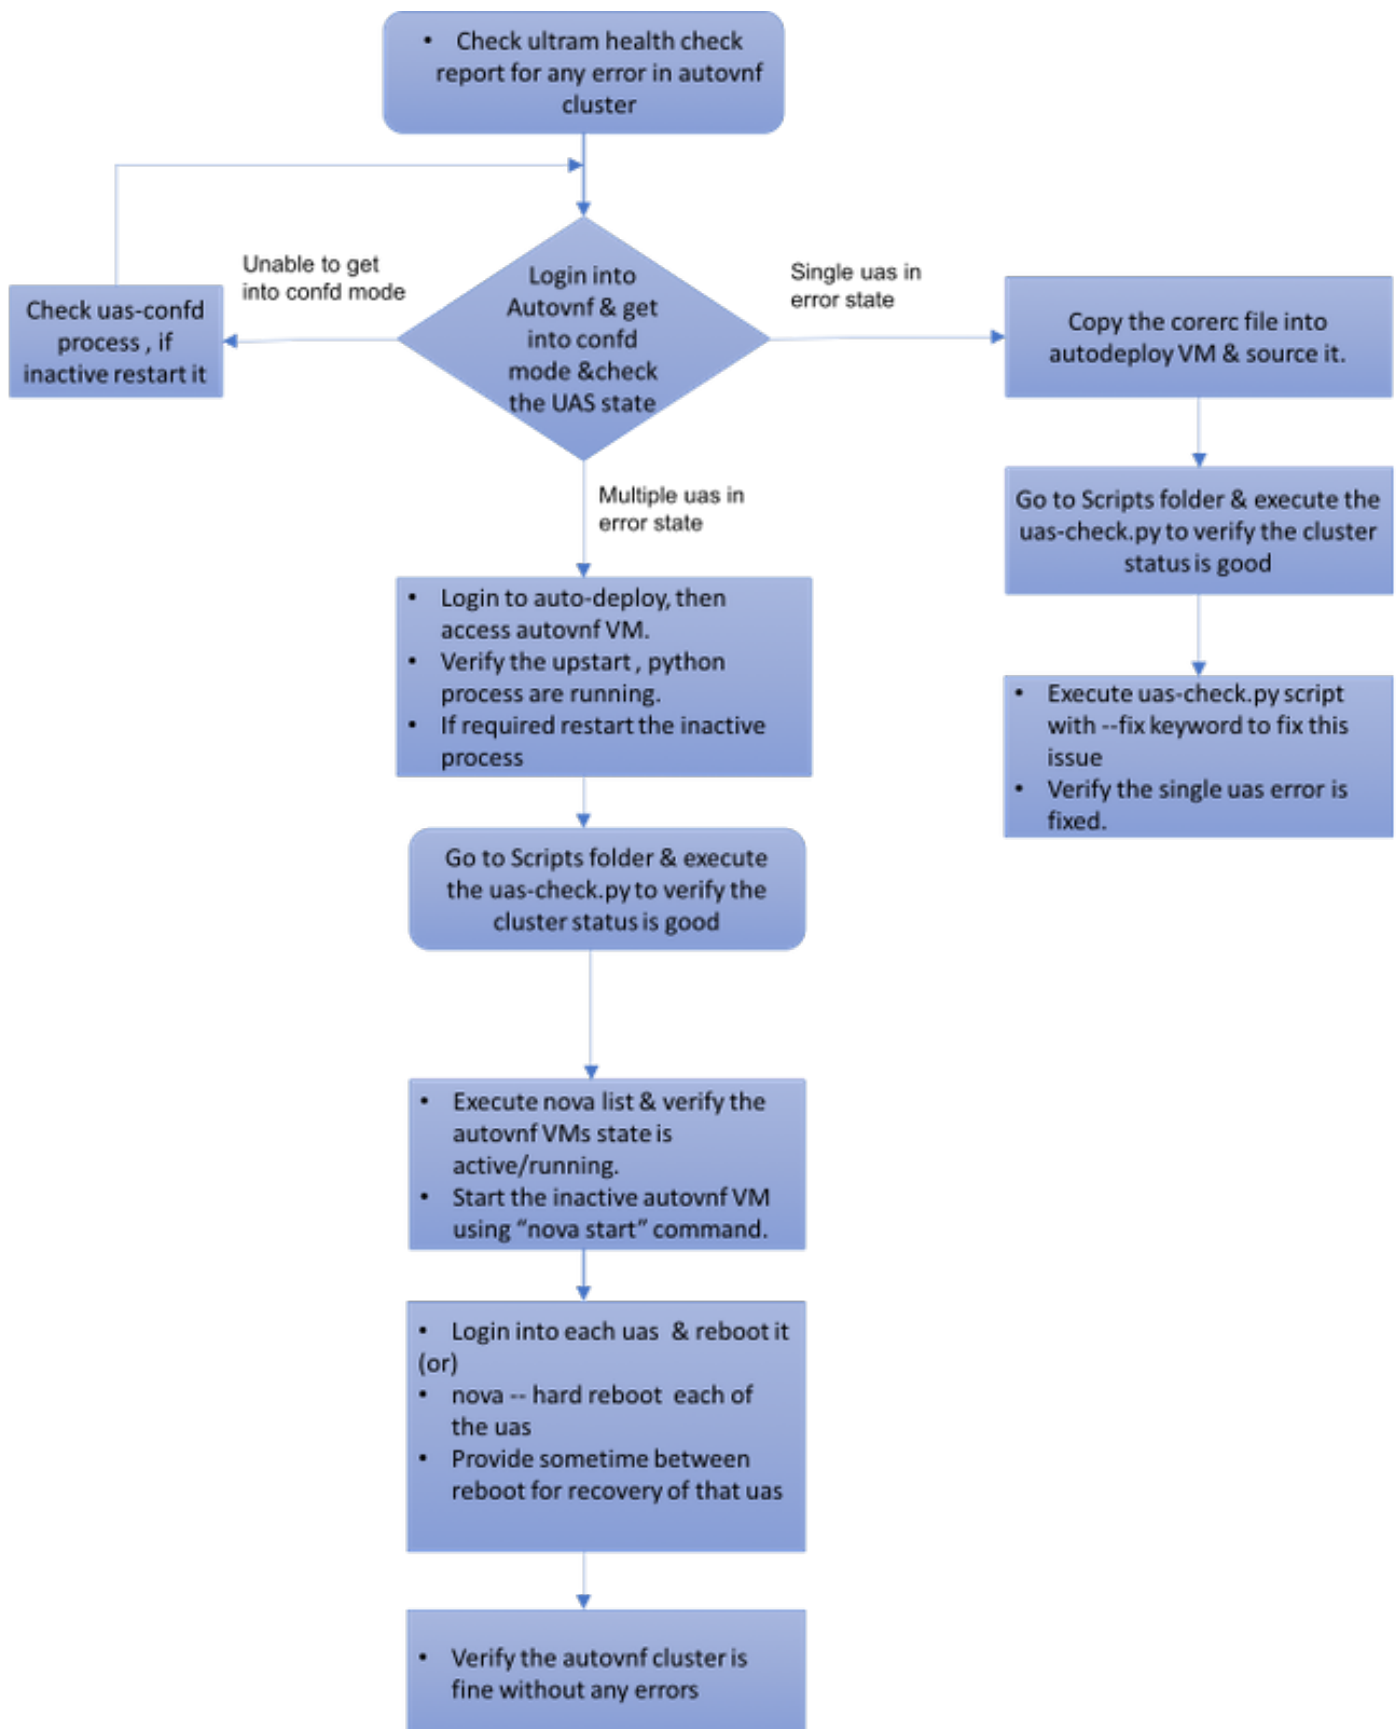 • Check ultram health check
report for any error in autovnf
cluster
Unable to get
into confd mode
Single uas in
error state
Login into
Autovnf & get
into confd
mode &check
the UAS state
Check uas-confd
process , if
inactive restart it
Copy the corerc file into
autodeploy VM & source it.
Multiple uas in
error state
Go to Scripts folder & execute the
uas-check.py to verify the cluster
status is good
• Login to auto-deploy, then
access autovnf VM.
• Verify the upstart , python
process are running.
• If required restart the inactive
process
• Execute uas-check.py script
with --fix keyword to fix this
issue
• Verify the single uas error is
fixed.
Go to Scripts folder & execute
the uas-check.py to verify the
cluster status is good
• Execute nova list & verify the
autovnf VMs state is
active/running.
• Start the inactive autovnf VM
using “nova start” command.
• Login into each uas & reboot it
(or)
• nova -- hard reboot each of
the uas
• Provide sometime between
reboot for recovery of that uas
• Verify the autovnf cluster is
fine without any errors